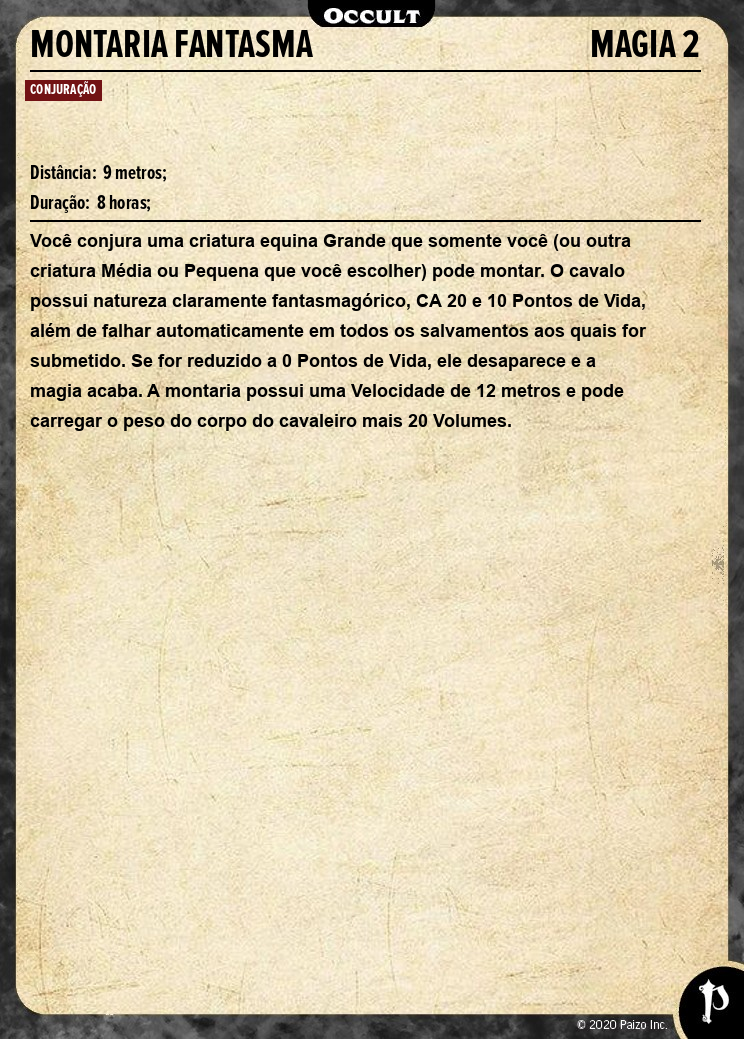 Occult
MONTARIA FANTASMA MAGIA 2
CONJURAÇÃO
Distância: 9 metros;
Duração: 8 horas;
Você conjura uma criatura equina Grande que somente você (ou outra
criatura Média ou Pequena que você escolher) pode montar. O cavalo
possui natureza claramente fantasmagórico, CA 20 e 10 Pontos de Vida,
além de falhar automaticamente em todos os salvamentos aos quais for
submetido. Se for reduzido a 0 Pontos de Vida, ele desaparece e a
magia acaba. A montaria possui uma Velocidade de 12 metros e pode
carregar o peso do corpo do cavaleiro mais 20 Volumes.
© 2020 Paizo Inc.
P